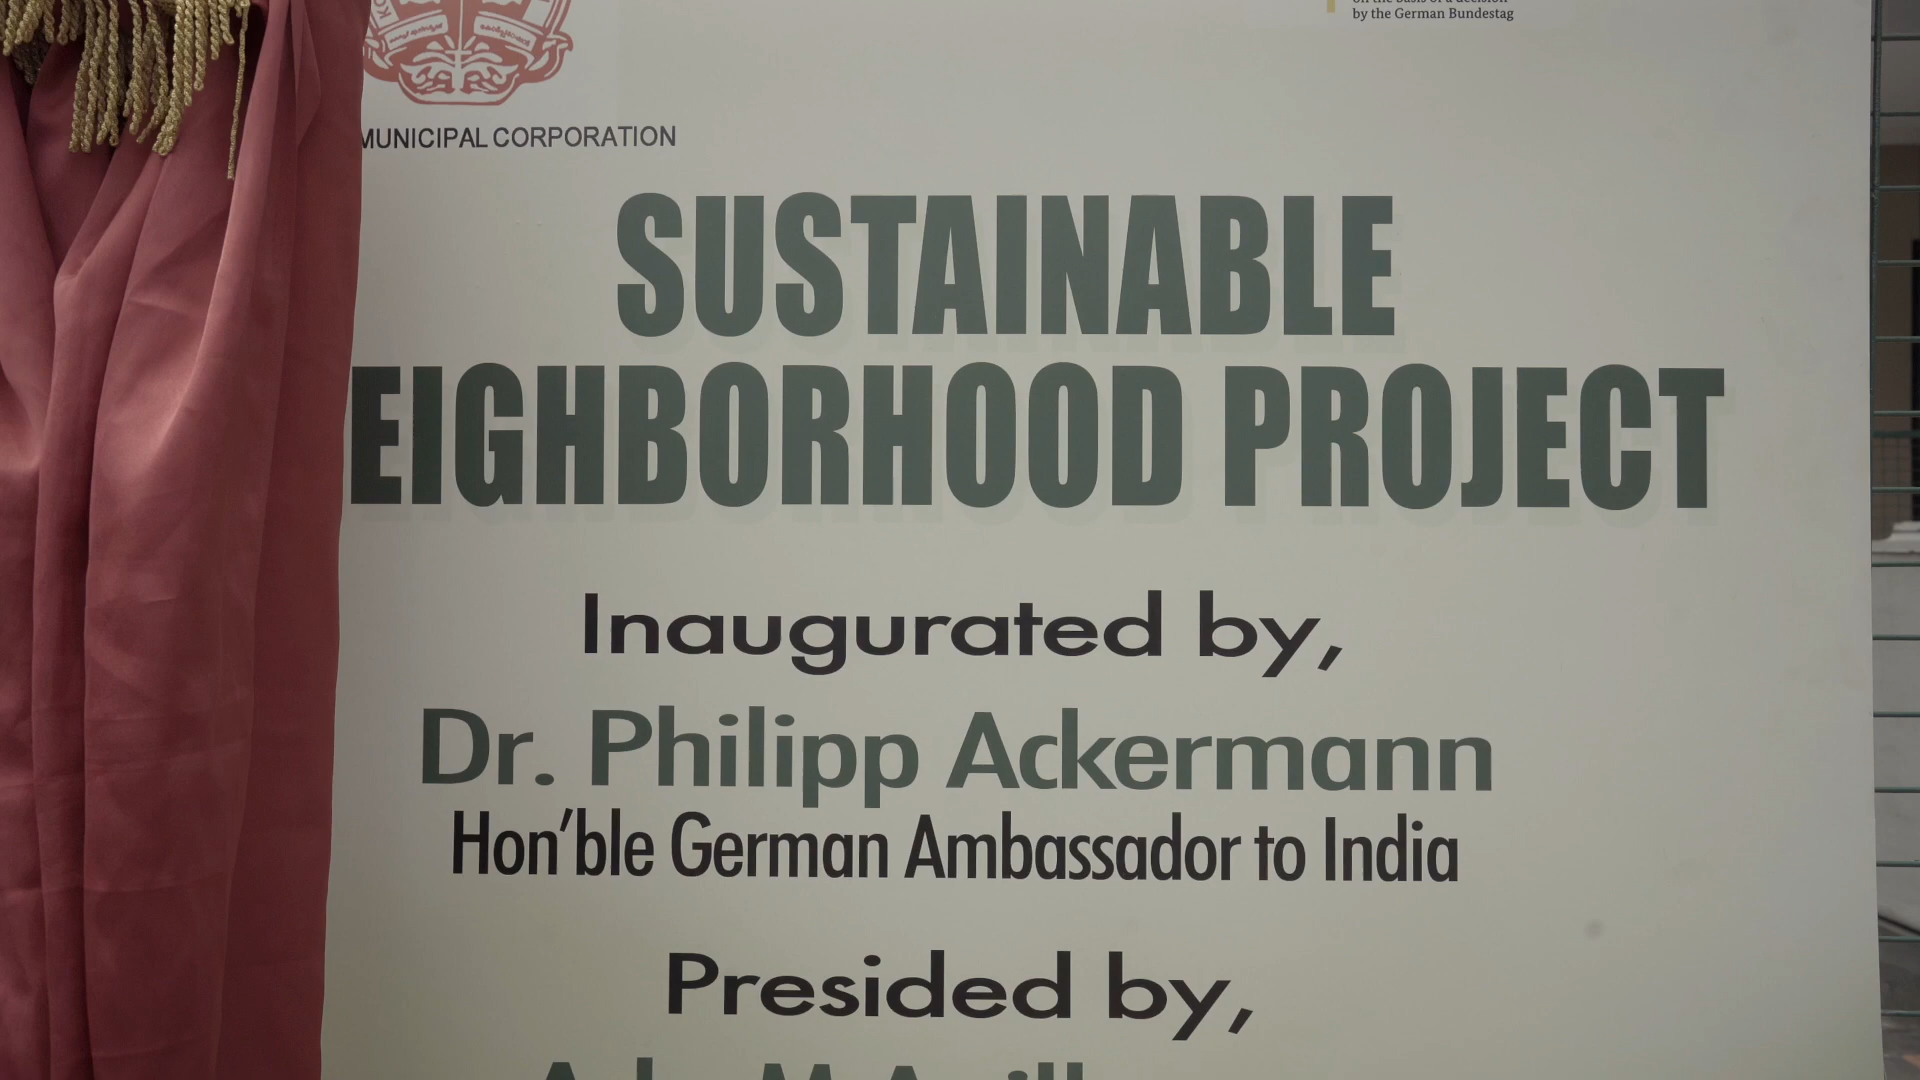 by the German Bundestag
MUNICIPAL CORPORATION
SUSTAINABLE
EIGHBORHOOD PROJECT
Inaugurated by,
Dr. Philipp Ackermann
Hon'ble German Ambassador to India
Presided by,